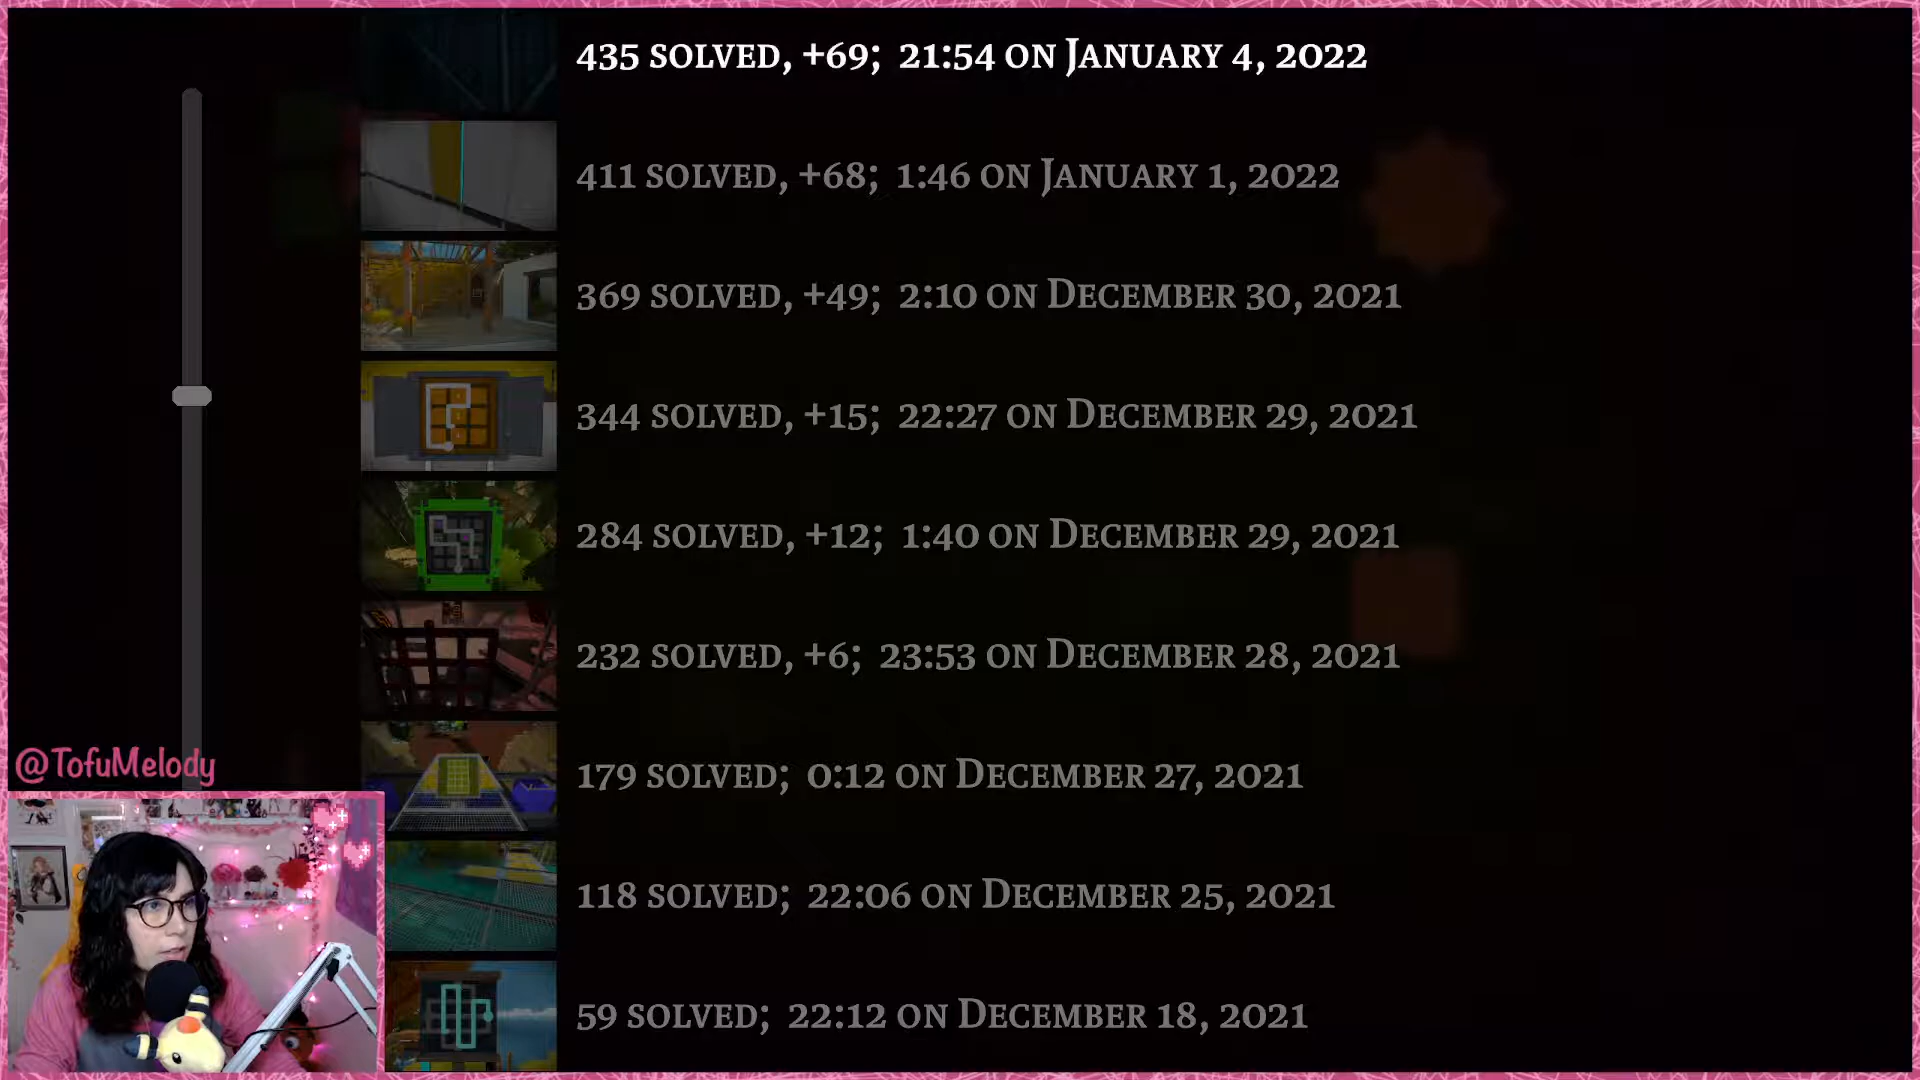 435 SOLVED, +69; 21:54 ON JANUARY 4, 2022
411 SOLVED, +68; 1:46 ON JANUARY 1, 2022
369 SOLVED, +49; 2:10 ON DECEMBER 30, 2021
344 SOLVED, +15; 22:27 ON DECEMBER 29, 2021
284 SOLVED, +12; 1:40 ON DECEMBER 29, 2021
232 SOLVED, +6; 23:53 ON DECEMBER 28, 2021
179 SOLVED; 0:12 ON DECEMBER 27, 2021
118 SOLVED; 22:06 ON DECEMBER 25, 2021
59 SOLVED; 22:12 ON DECEMBER 18, 2021
@TofuMelody